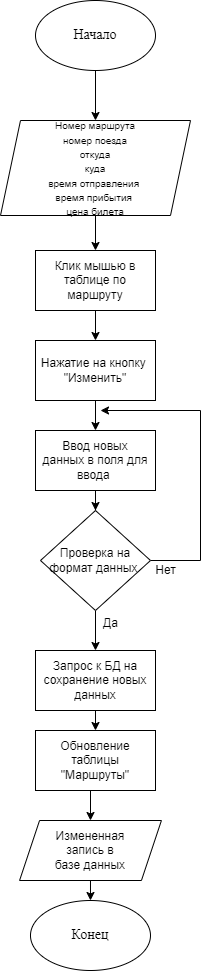 Начало
Номер маршрута
номер поезда
откуда
куда
время отправления
время прибытия
цена билета
Клик мышью в
таблице по
маршруту
Нажатие на кнопку
"Изменить"
Ввод новых
данных в поля для
ввода
Проверка на
формат данных
Нет
Да
Запрос к БД на
сохранение новых
данных
Обновление
таблицы
"Маршруты"
Измененная
запись в
базе данных
Конец